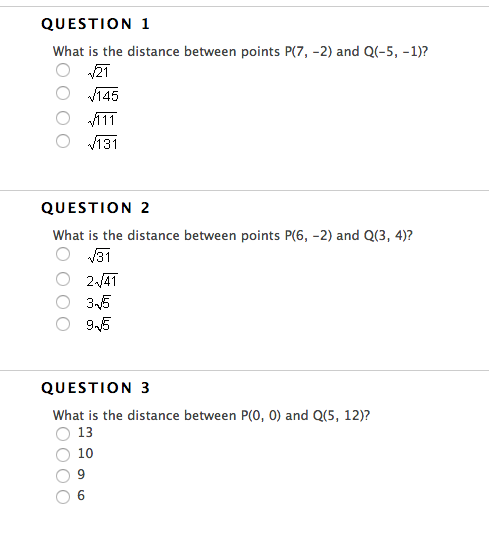 QUESTION 1
What is the distance between points P(7, -2) and Q(-5, -1)?
√21
√145
√111
√131
QUESTION 2
What is the distance between points P(6, -2) and Q(3, 4)?
√31
2√41
3√5
9√5
QUESTION 3
What is the distance between P(0, 0) and Q(5, 12)?
13
10
9
6